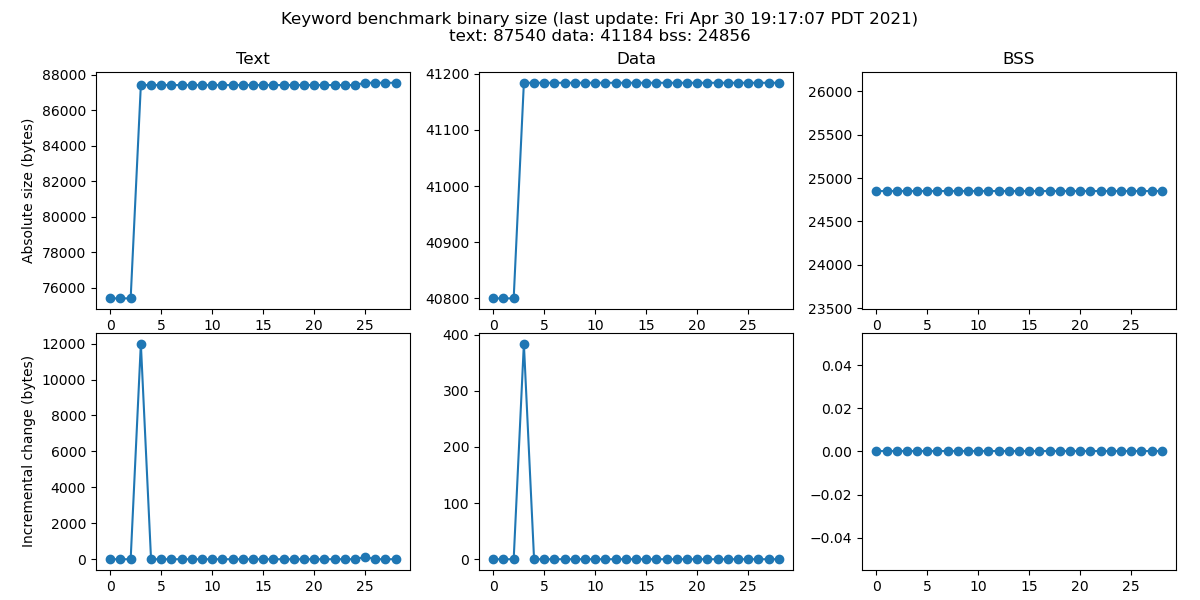 Keyword benchmark binary size (last update: Fri Apr 30 19:17:07 PDT 2021)
text: 87540 data: 41184 bss: 24856
Text
Absolute size (bytes)
88000
86000
84000
82000
80000
78000
76000
0 5 10 15 20 25
Data
41200
41100
41000
40900
40800
0 5 10 15 20 25
BSS
26000
25500
25000
24500
24000
23500
0 5 10 15 20 25
Incremental change (bytes)
12000
10000
8000
6000
4000
2000
0
0 5 10 15 20 25
400
300
200
100
0
0 5 10 15 20 25
0.04
0.02
0.00
−0.02
−0.04
0 5 10 15 20 25